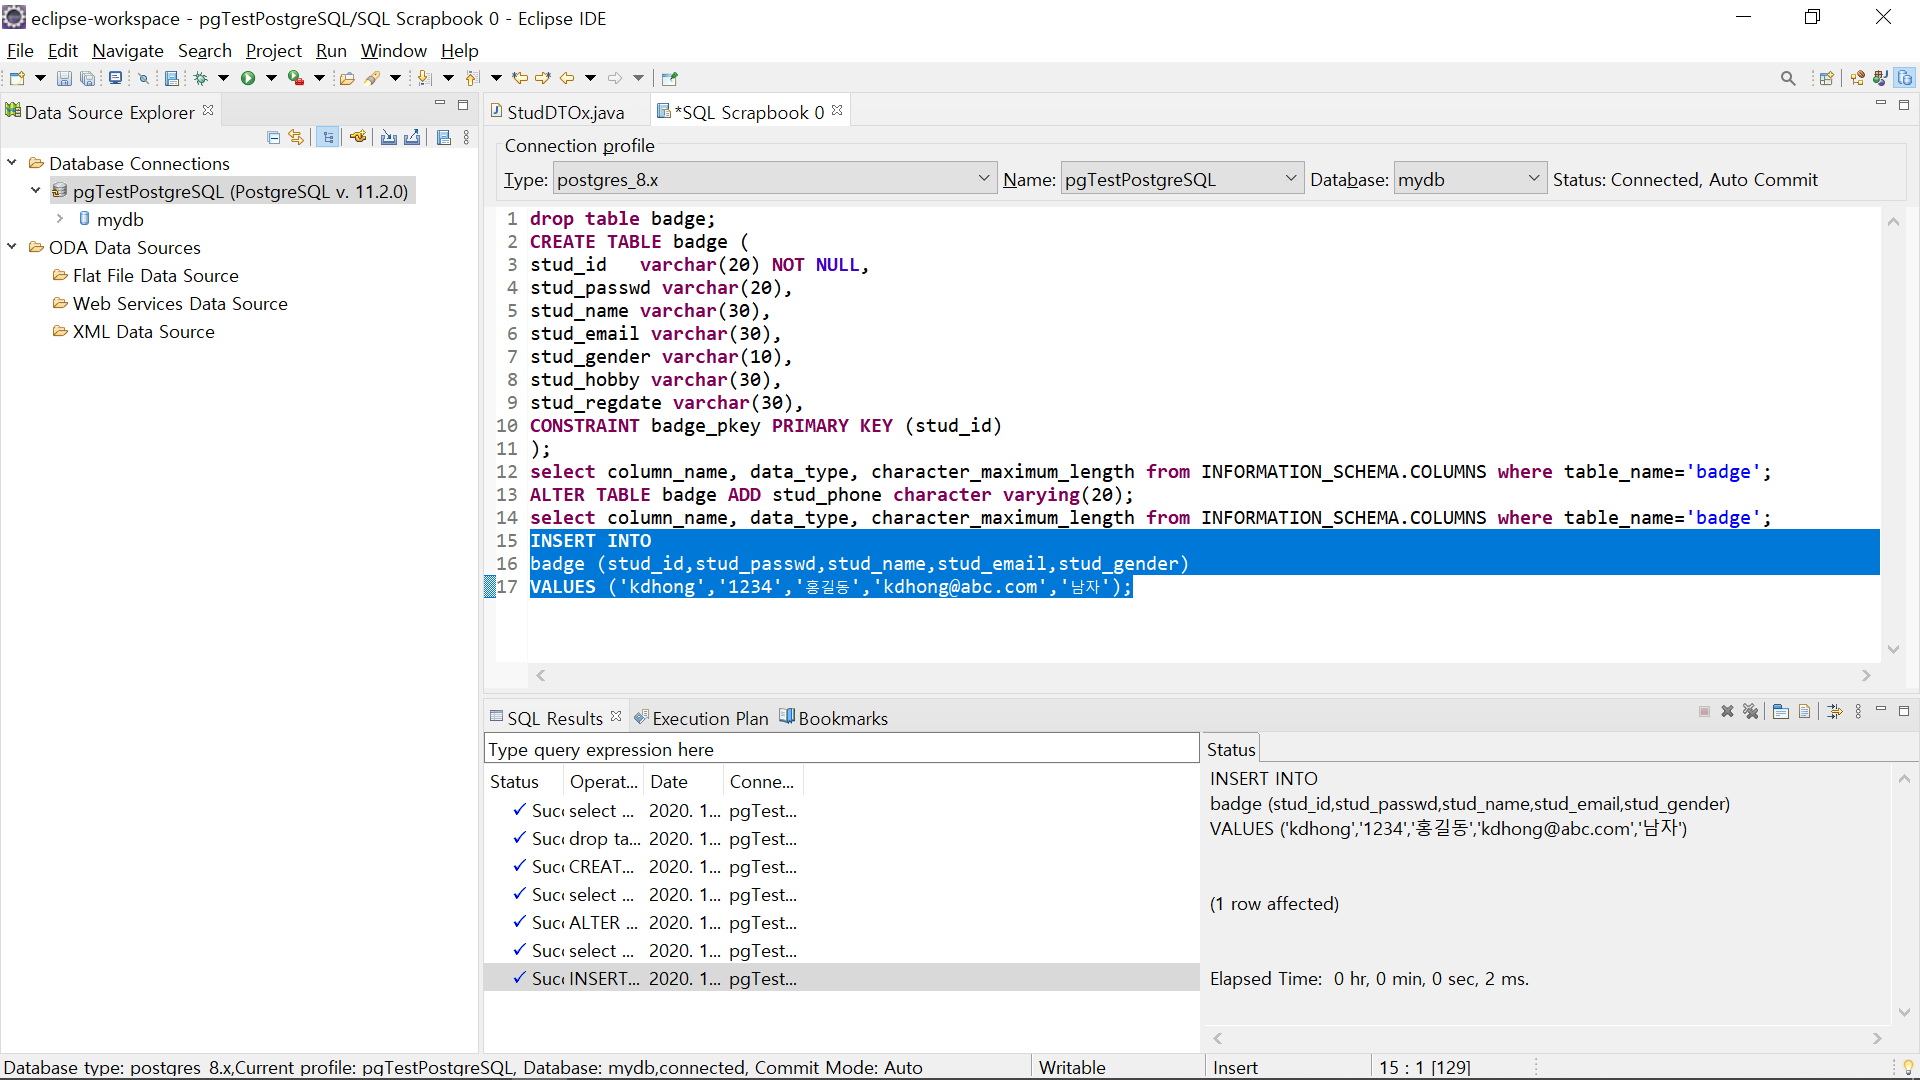 eclipse-workspace - pgTestPostgreSQL/SQL Scrapbook 0 - Eclipse IDE
File Edit Navigate Search Project Run Window Help
Data Source Explorer
Database Connections
pgTestPostgreSQL (PostgreSQL v. 11.2.0)
mydb
ODA Data Sources
Flat File Data Source
Web Services Data Source
XML Data Source
StudDTOx.java
*SQL Scrapbook 0
Connection profile
Type: postgres_8.x Name: pgTestPostgreSQL Database: mydb Status: Connected, Auto Commit
1 drop table badge;
2 CREATE TABLE badge (
3 stud_id   varchar(20) NOT NULL,
4 stud_passwd varchar(20),
5 stud_name varchar(30),
6 stud_email varchar(30),
7 stud_gender varchar(10),
8 stud_hobby varchar(30),
9 stud_regdate varchar(30),
10 CONSTRAINT badge_pkey PRIMARY KEY (stud_id)
11 );
12 select column_name, data_type, character_maximum_length from INFORMATION_SCHEMA.COLUMNS where table_name='badge';
13 ALTER TABLE badge ADD stud_phone character varying(20);
14 select column_name, data_type, character_maximum_length from INFORMATION_SCHEMA.COLUMNS where table_name='badge';
15 INSERT INTO
16 badge (stud_id,stud_passwd,stud_name,stud_email,stud_gender)
17 VALUES ('kdhong','1234','홍길동','kdhong@abc.com','남자');
SQL Results Execution Plan Bookmarks
Type query expression here
Status Operat... Date Conne...
Succ select ... 2020. 1... pgTest...
Succ drop ta... 2020. 1... pgTest...
Succ CREAT... 2020. 1... pgTest...
Succ select ... 2020. 1... pgTest...
Succ ALTER ... 2020. 1... pgTest...
Succ select ... 2020. 1... pgTest...
Succ INSERT... 2020. 1... pgTest...
Status
INSERT INTO
badge (stud_id,stud_passwd,stud_name,stud_email,stud_gender)
VALUES ('kdhong','1234','홍길동','kdhong@abc.com','남자')
(1 row affected)
Elapsed Time:  0 hr, 0 min, 0 sec, 2 ms.
Database type: postgres_8.x,Current profile: pgTestPostgreSQL, Database: mydb,connected, Commit Mode: Auto
Writable
Insert
15 : 1 [129]